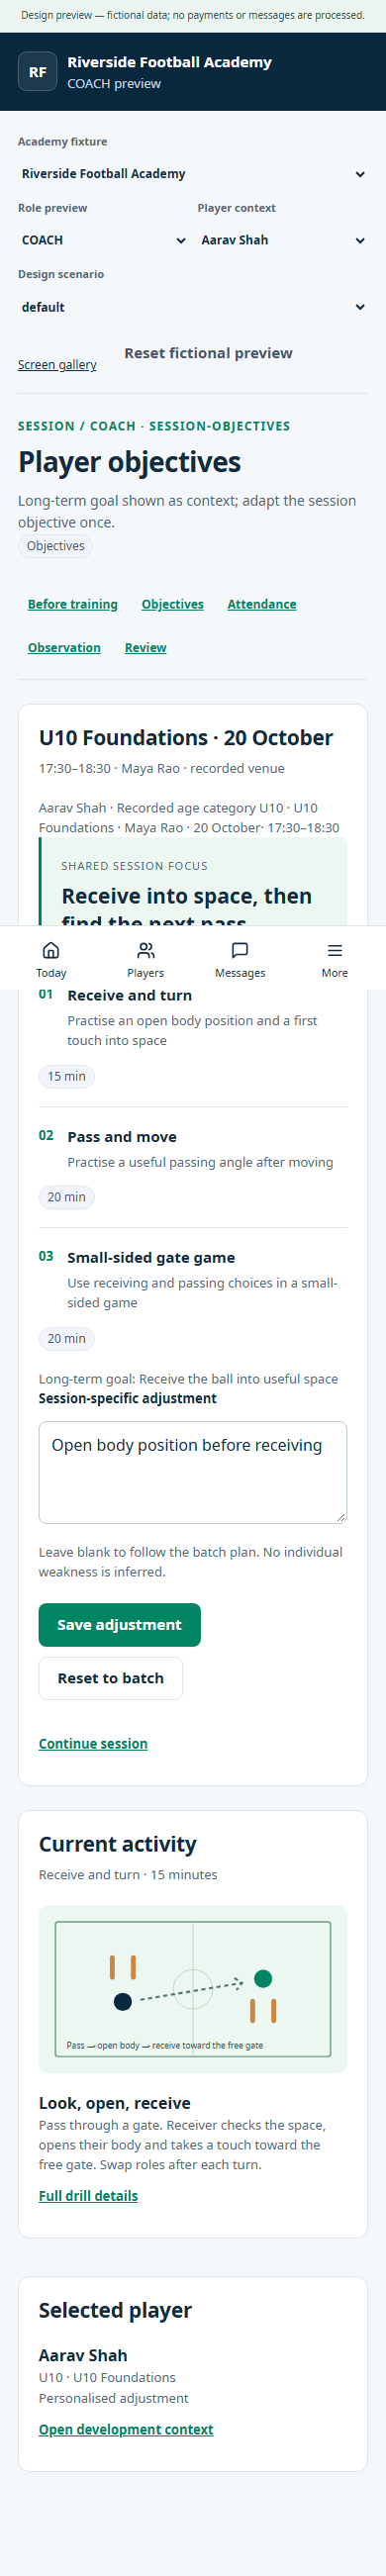 Design preview — fictional data; no payments or messages are processed.
RF
Riverside Football Academy
COACH preview
Academy fixture
Riverside Football Academy
Role preview
Player context
COACH
Aarav Shah
Design scenario
default
Screen gallery
Reset fictional preview
SESSION / COACH · SESSION-OBJECTIVES
Player objectives
Long-term goal shown as context; adapt the session
objective once.
Objectives
Before training
Objectives
Attendance
Observation
Review
U10 Foundations · 20 October
17:30–18:30 · Maya Rao · recorded venue
Aarav Shah · Recorded age category U10 · U10
Foundations · Maya Rao · 20 October· 17:30–18:30
SHARED SESSION FOCUS
Receive into space, then
find the next pass
Today
Players
Messages
More
01 Receive and turn
Practise an open body position and a first
touch into space
15 min
02 Pass and move
Practise a useful passing angle after moving
20 min
03 Small-sided gate game
Use receiving and passing choices in a small-
sided game
20 min
Long-term goal: Receive the ball into useful space
Session-specific adjustment
Open body position before receiving
Leave blank to follow the batch plan. No individual
weakness is inferred.
Save adjustment
Reset to batch
Continue session
Current activity
Receive and turn · 15 minutes
Pass → open body → receive toward the free gate
Look, open, receive
Pass through a gate. Receiver checks the space,
opens their body and takes a touch toward the
free gate. Swap roles after each turn.
Full drill details
Selected player
Aarav Shah
U10 · U10 Foundations
Personalised adjustment
Open development context